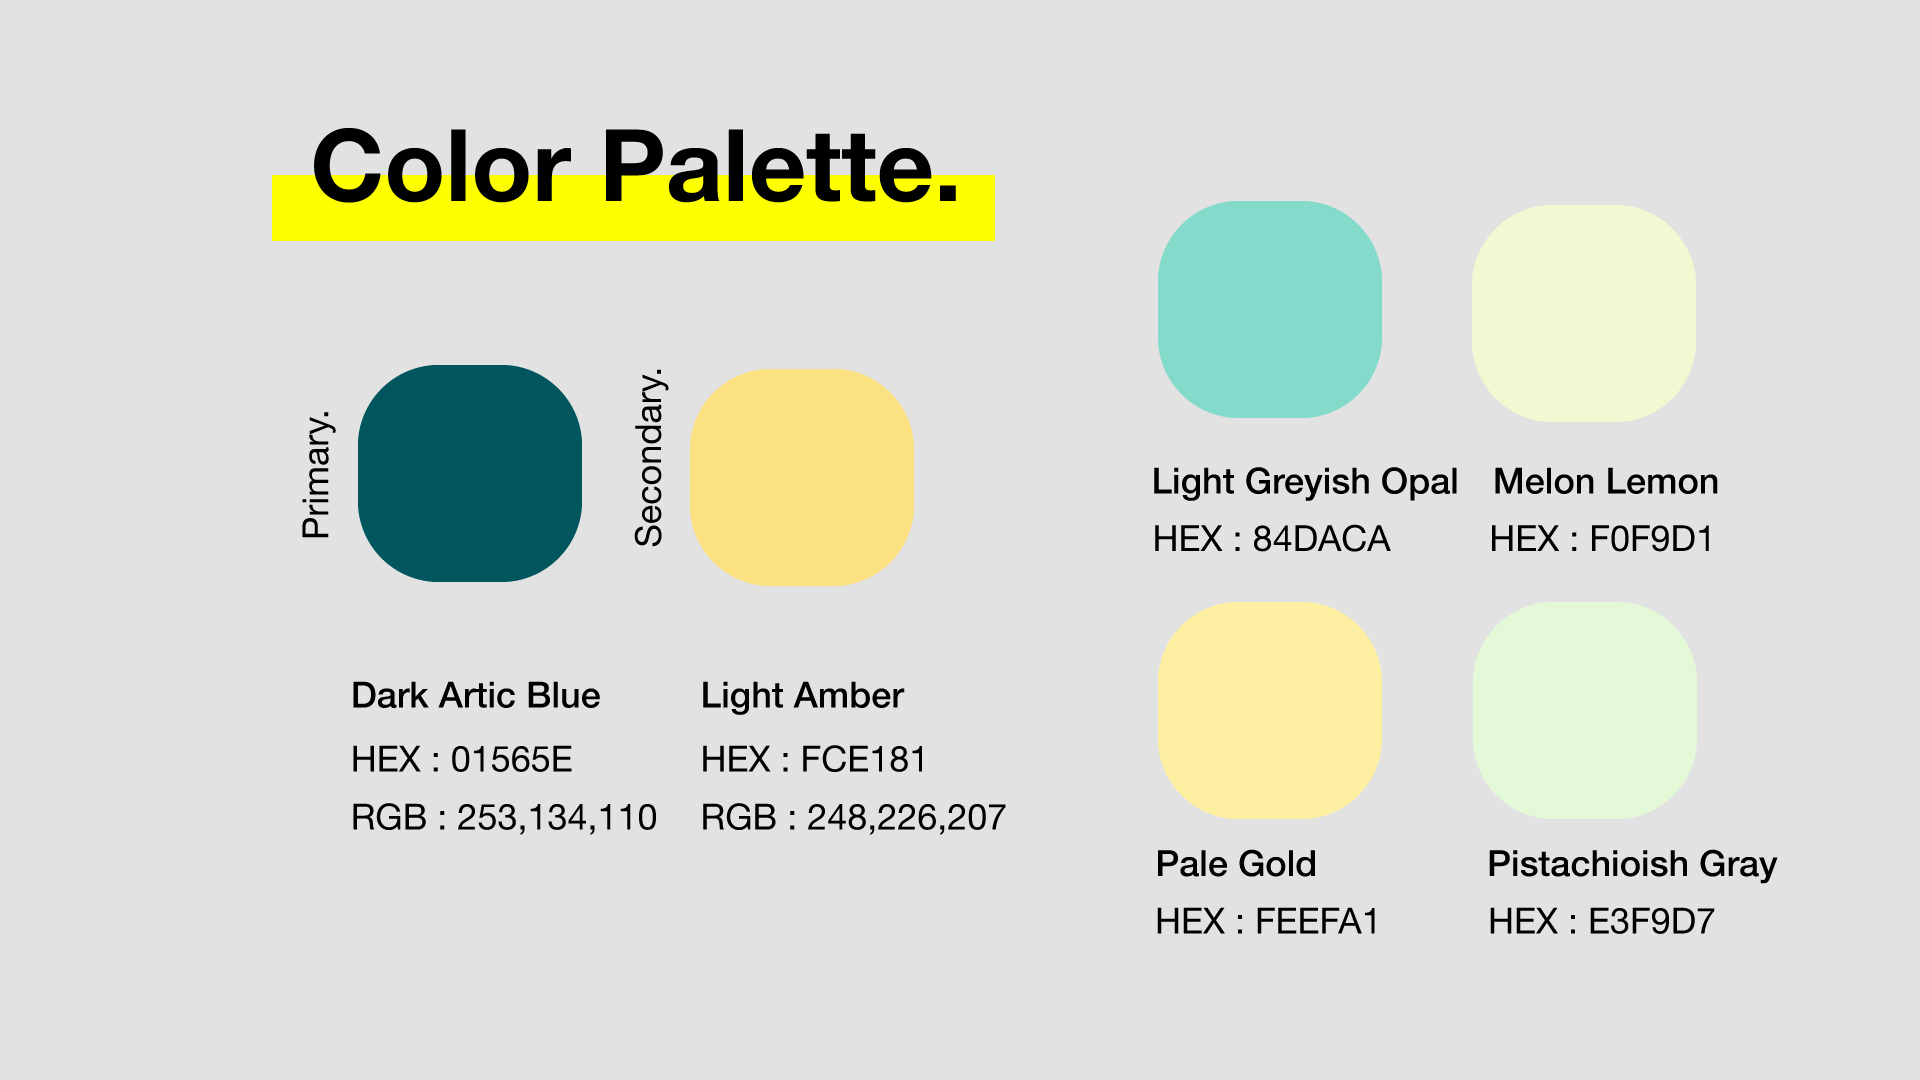 Color Palette.
Primary.
Dark Artic Blue
HEX : 01565E
RGB : 253,134,110
Secondary.
Light Amber
HEX : FCE181
RGB : 248,226,207
Light Greyish Opal
HEX : 84DACA
Melon Lemon
HEX : F0F9D1
Pale Gold
HEX : FEEFA1
Pistachioish Gray
HEX : E3F9D7